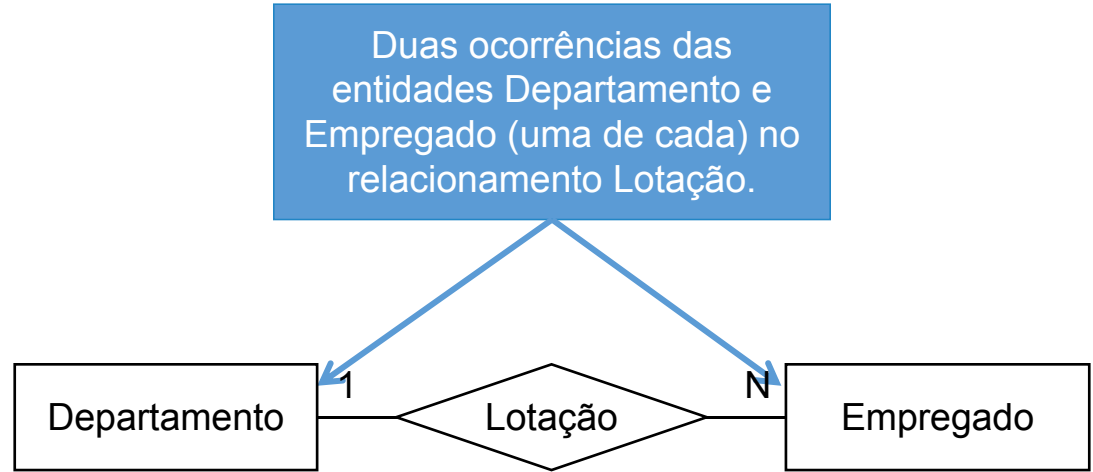 Duas ocorrências das
entidades Departamento e
Empregado (uma de cada) no
relacionamento Lotação.
1
N
Departamento
Lotação
Empregado